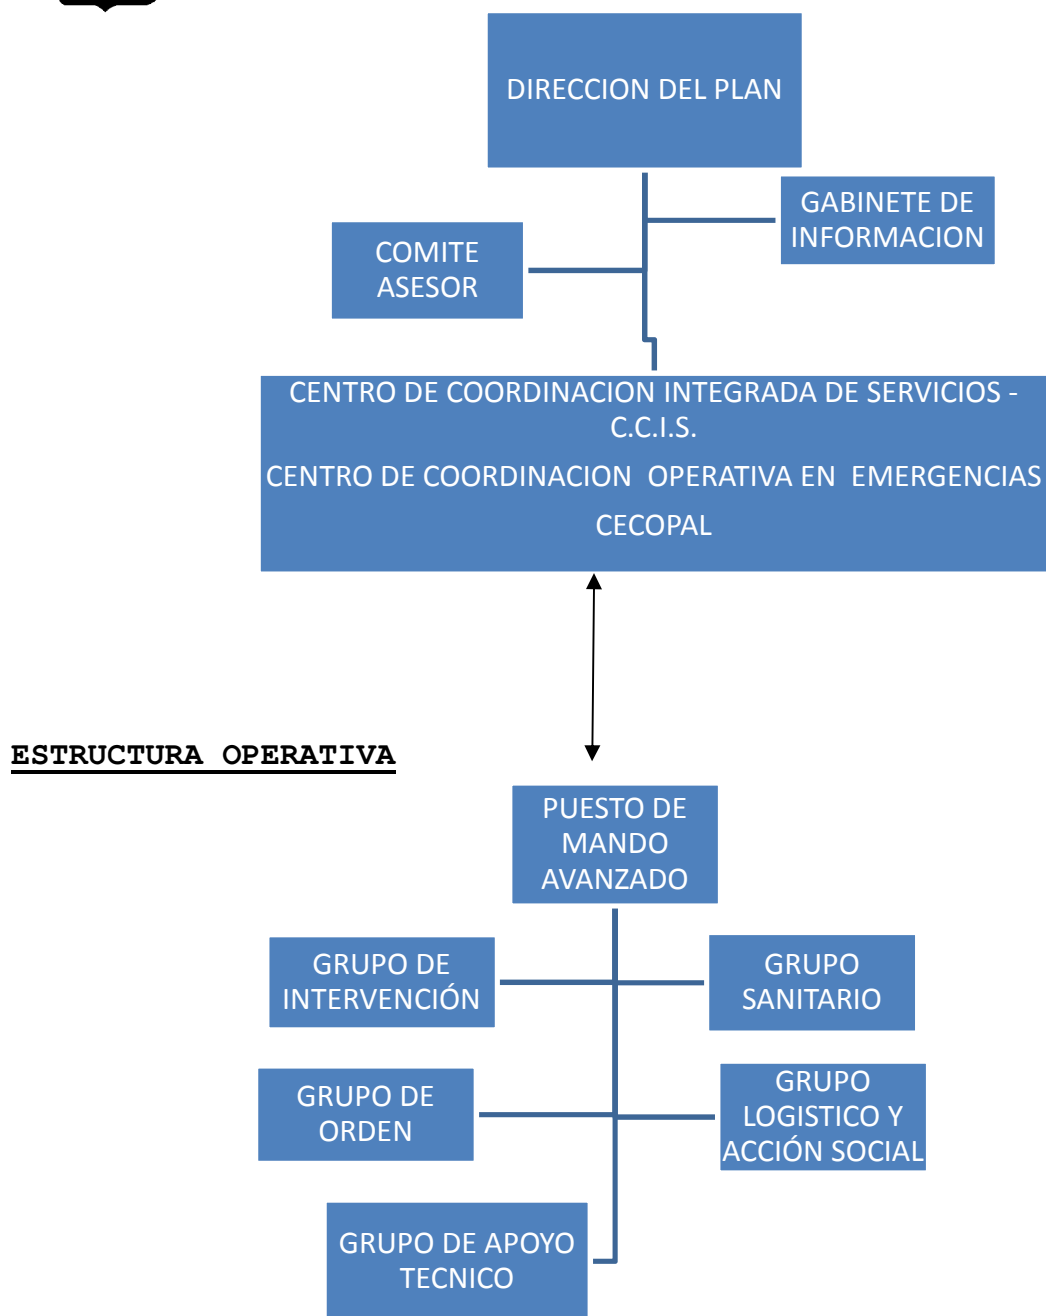 DIRECCION DEL PLAN
GABINETE DE
INFORMACION
COMITE
ASESOR
CENTRO DE COORDINACION INTEGRADA DE SERVICIOS -
C.C.I.S.
CENTRO DE COORDINACION OPERATIVA EN EMERGENCIAS
CECOPAL
ESTRUCTURA OPERATIVA
PUESTO DE
MANDO
AVANZADO
GRUPO DE
INTERVENCIÓN
GRUPO
SANITARIO
GRUPO DE
ORDEN
GRUPO
LOGISTICO Y
ACCIÓN SOCIAL
GRUPO DE APOYO
TECNICO